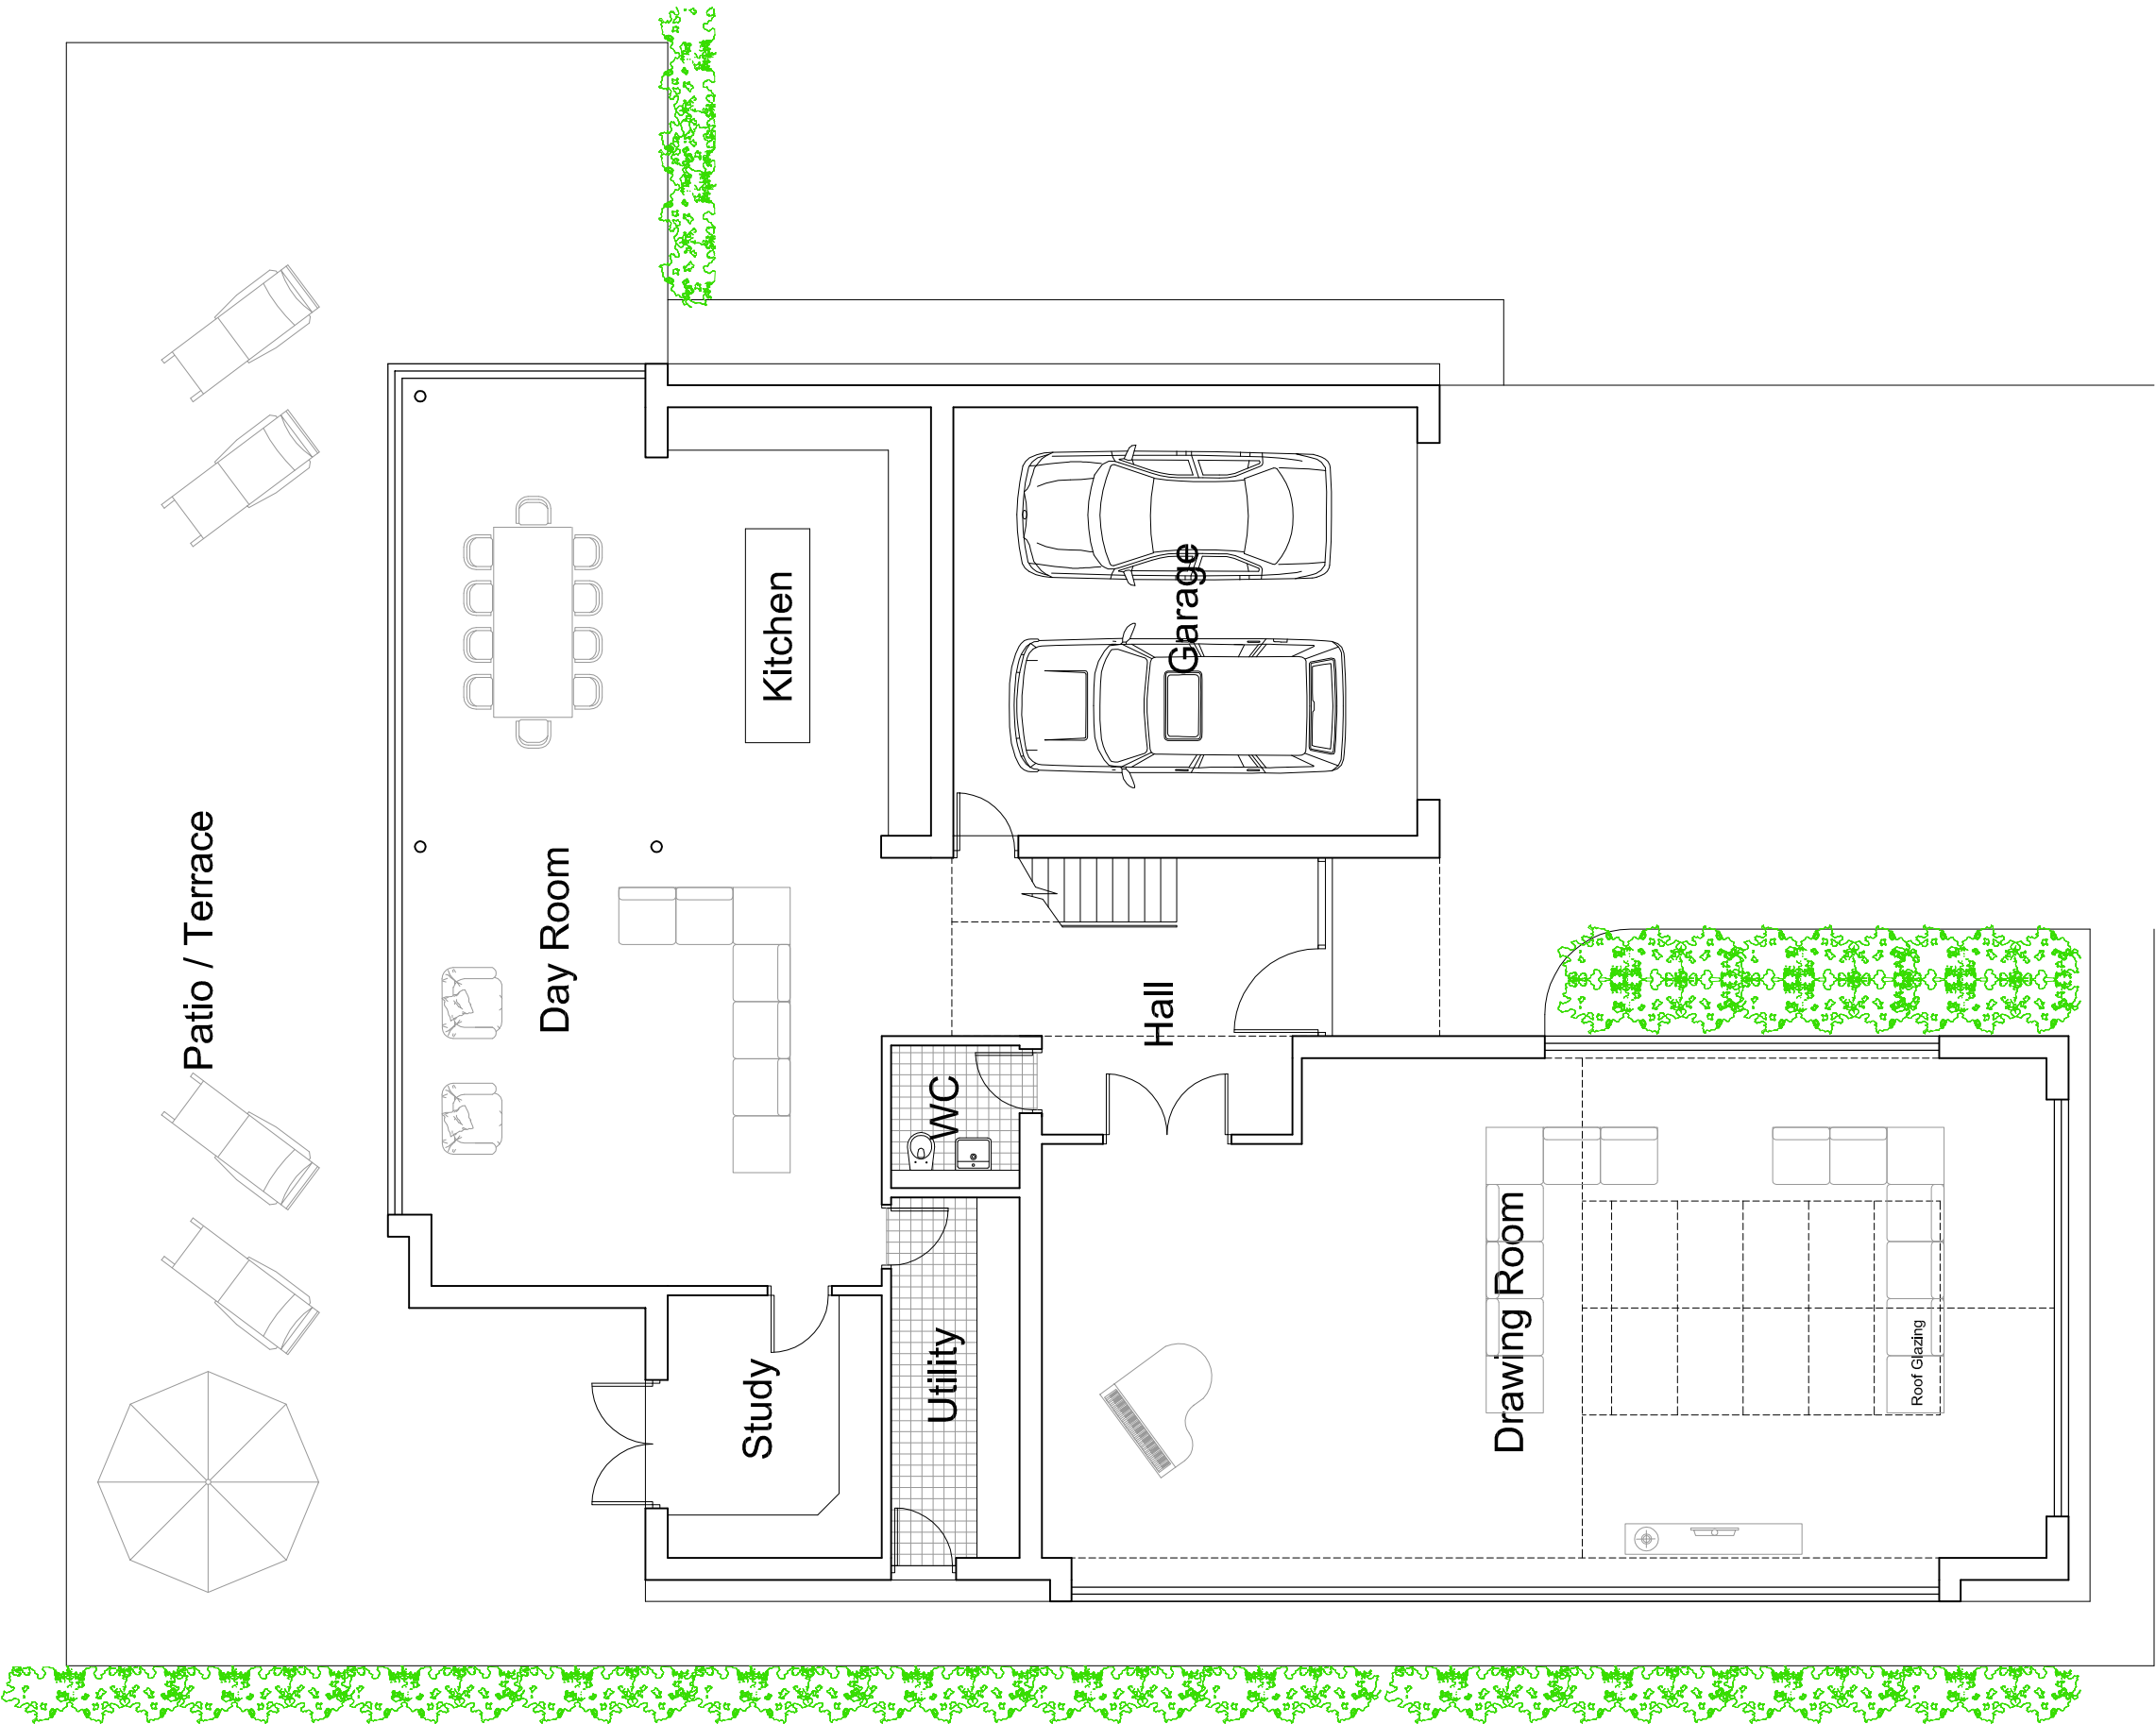 Patio / Terrace
Day Room
Kitchen
Garage
Hall
WC
Study
Utility
Drawing Room
Roof Glazing